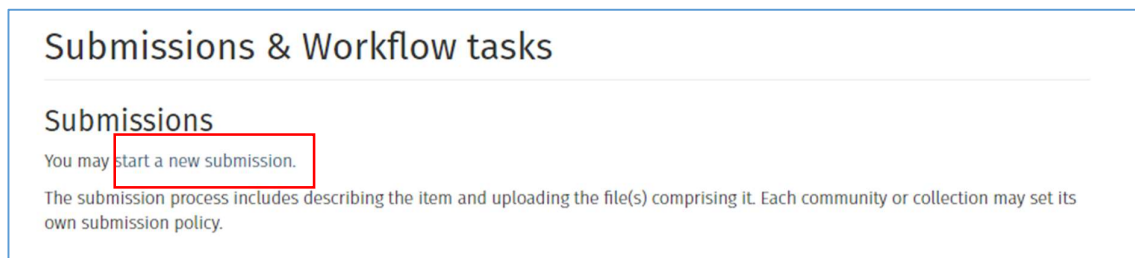 Submissions & Workflow tasks
Submissions
You may start a new submission.
The submission process includes describing the item and uploading the file(s) comprising it. Each community or collection may set its
own submission policy.